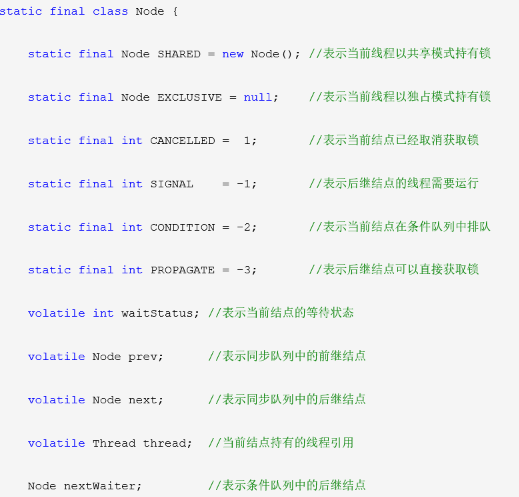 static final class Node {
static final Node SHARED = new Node(); //表示当前线程以共享模式持有锁
static final Node EXCLUSIVE = null; //表示当前线程以独占模式持有锁
static final int CANCELLED = 1; //表示当前结点已经取消获取锁
static final int SIGNAL = -1; //表示后继结点的线程需要运行
static final int CONDITION = -2; //表示当前结点在条件队列中排队
static final int PROPAGATE = -3; //表示后继结点可以直接获取锁
volatile int waitStatus; //表示当前结点的等待状态
volatile Node prev; //表示同步队列中的前继结点
volatile Node next; //表示同步队列中的后继结点
volatile Thread thread; //当前结点持有的线程引用
Node nextWaiter; //表示条件队列中的后继结点